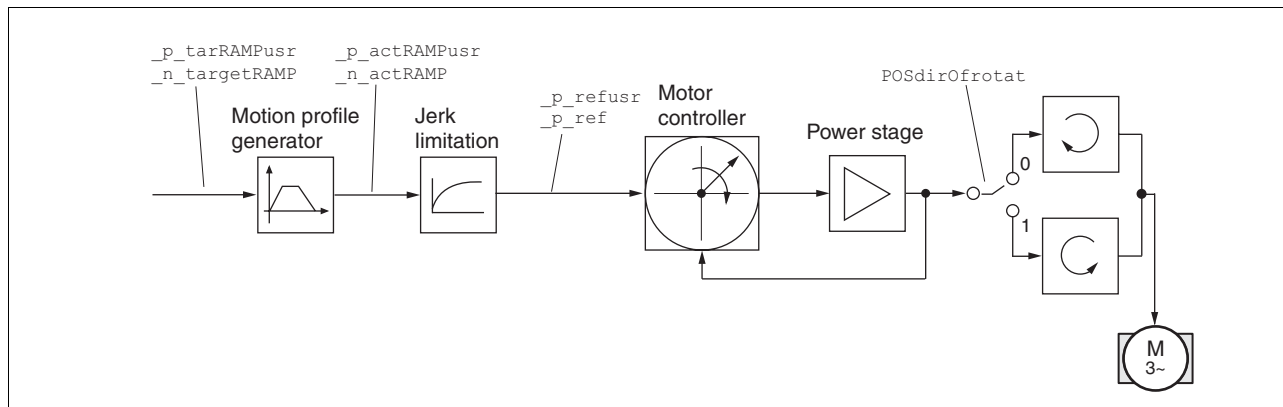 _p_tarRAMPusr
_n_targetRAMP
_p_actRAMPusr
_n_actRAMP
Motion profile
generator
Jerk
limitation
_p_refusr
_p_ref
Motor
controller
Power stage
POSdirOfrotat
0
1
M
3~